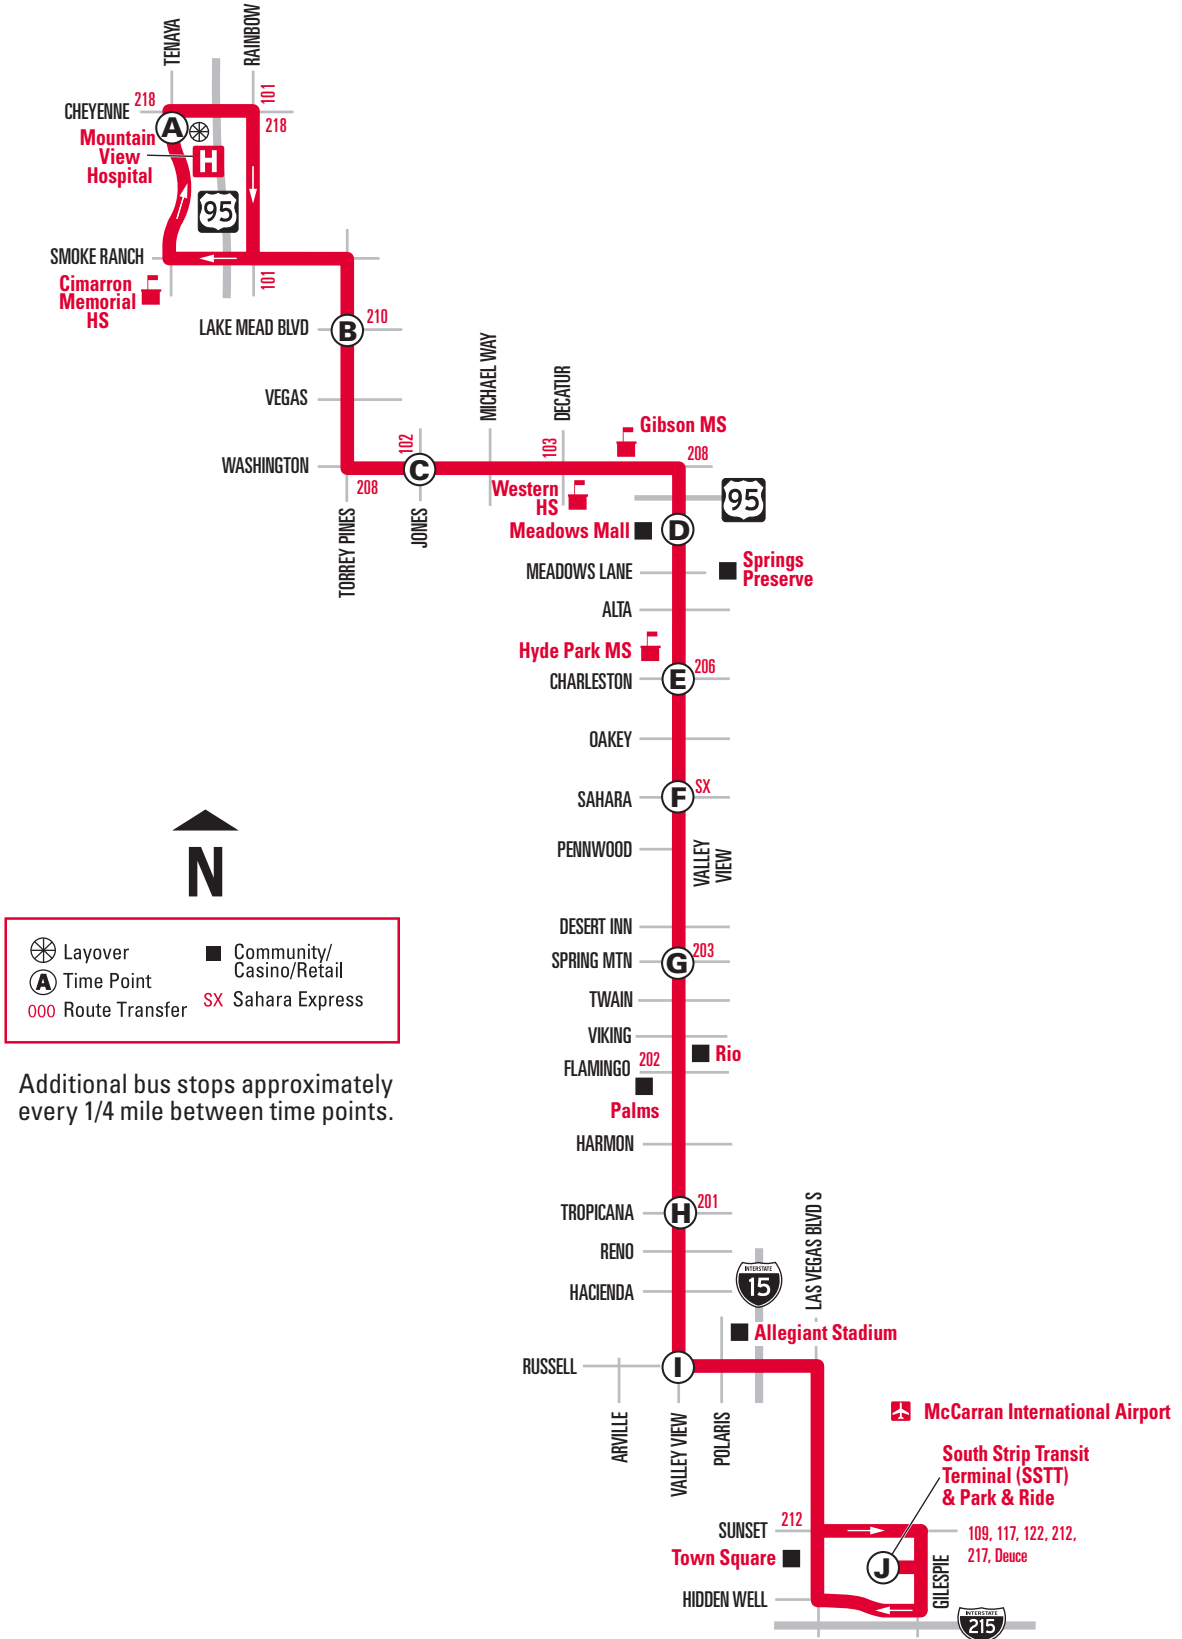 TENAYA
RAINBOW
CHEYENNE
218
101
218
A
Mountain
View
Hospital
H
95
SMOKE RANCH
101
Cimarron
Memorial
HS
LAKE MEAD BLVD
B
210
VEGAS
MICHAEL WAY
DECATUR
WASHINGTON
208
102
C
103
Gibson MS
208
Western
HS
95
TORREY PINES
JONES
Meadows Mall
D
MEADOWS LANE
Springs
Preserve
ALTA
Hyde Park MS
CHARLESTON
E
206
OAKEY
SAHARA
F
SX
PENNWOOD
VALLEY
VIEW
N
Layover
A Time Point
000 Route Transfer
Community/
Casino/Retail
SX Sahara Express
Additional bus stops approximately
every 1/4 mile between time points.
DESERT INN
SPRING MTN
G
203
TWAIN
VIKING
Rio
FLAMINGO
202
Palms
HARMON
TROPICANA
H
201
RENO
HACIENDA
INTERSTATE
15
LAS VEGAS BLVD S
Allegiant Stadium
RUSSELL
I
ARVILLE
VALLEY VIEW
POLARIS
McCarran International Airport
South Strip Transit
Terminal (SSTT)
& Park & Ride
SUNSET
212
109, 117, 122, 212,
217, Deuce
Town Square
J
GILESPIE
HIDDEN WELL
INTERSTATE
215